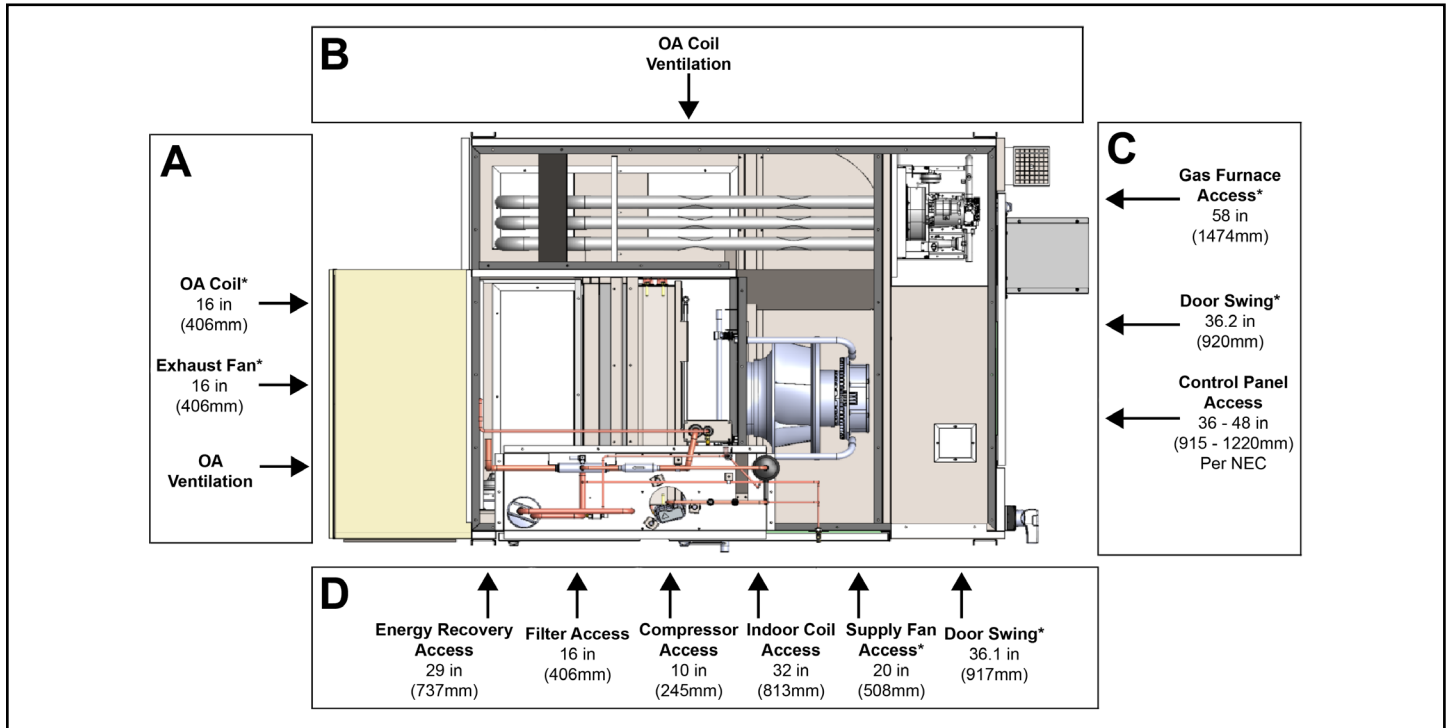 B
OA Coil
Ventilation
A
OA Coil*
16 in
(406mm)
Exhaust Fan*
16 in
(406mm)
OA
Ventilation
C
Gas Furnace
Access*
58 in
(1474mm)
Door Swing*
36.2 in
(920mm)
Control Panel
Access
36 - 48 in
(915 - 1220mm)
Per NEC
D
Energy Recovery
Access
29 in
(737mm)
Filter Access
16 in
(406mm)
Compressor
Access
10 in
(245mm)
Indoor Coil
Access
32 in
(813mm)
Supply Fan
Access*
20 in
(508mm)
Door Swing*
36.1 in
(917mm)